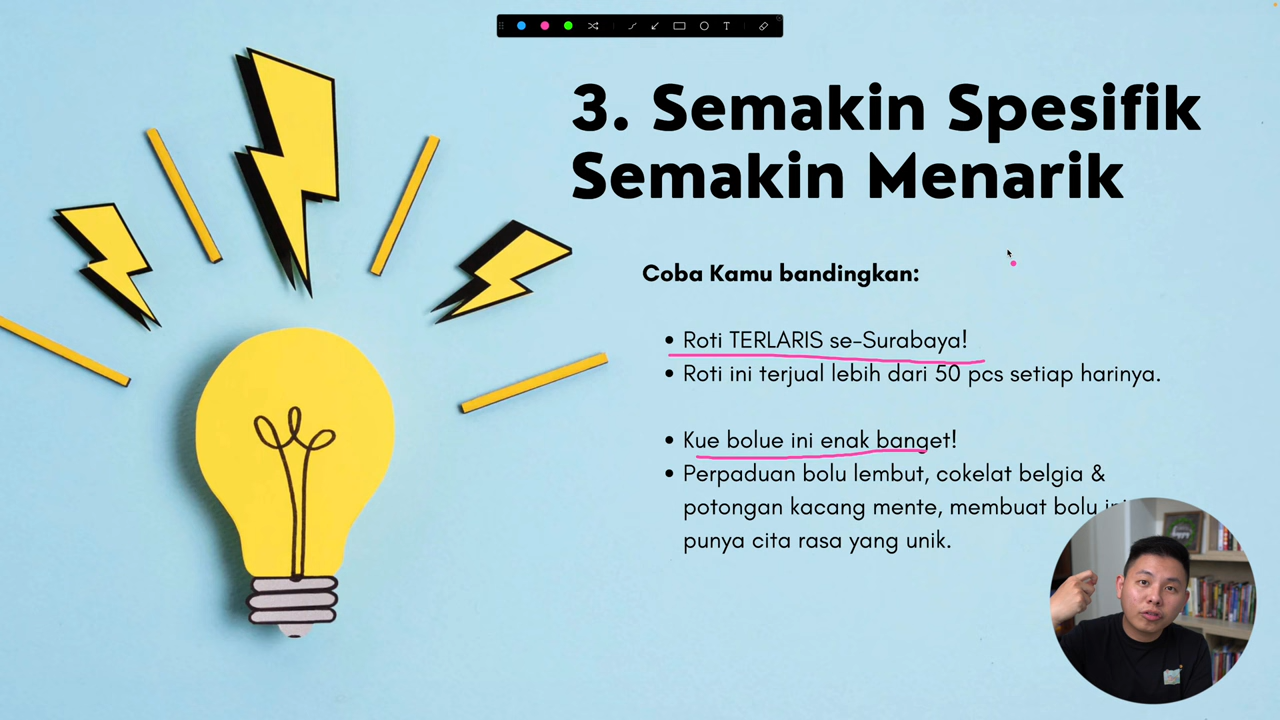 3. Semakin Spesifik
Semakin Menarik
Coba Kamu bandingkan:
• Roti TERLARIS se-Surabaya!
• Roti ini terjual lebih dari 50 pcs setiap harinya.
• Kue bolue ini enak banget!
• Perpaduan bolu lembut, cokelat belgia &
potongan kacang mente, membuat bolu
punya cita rasa yang unik.